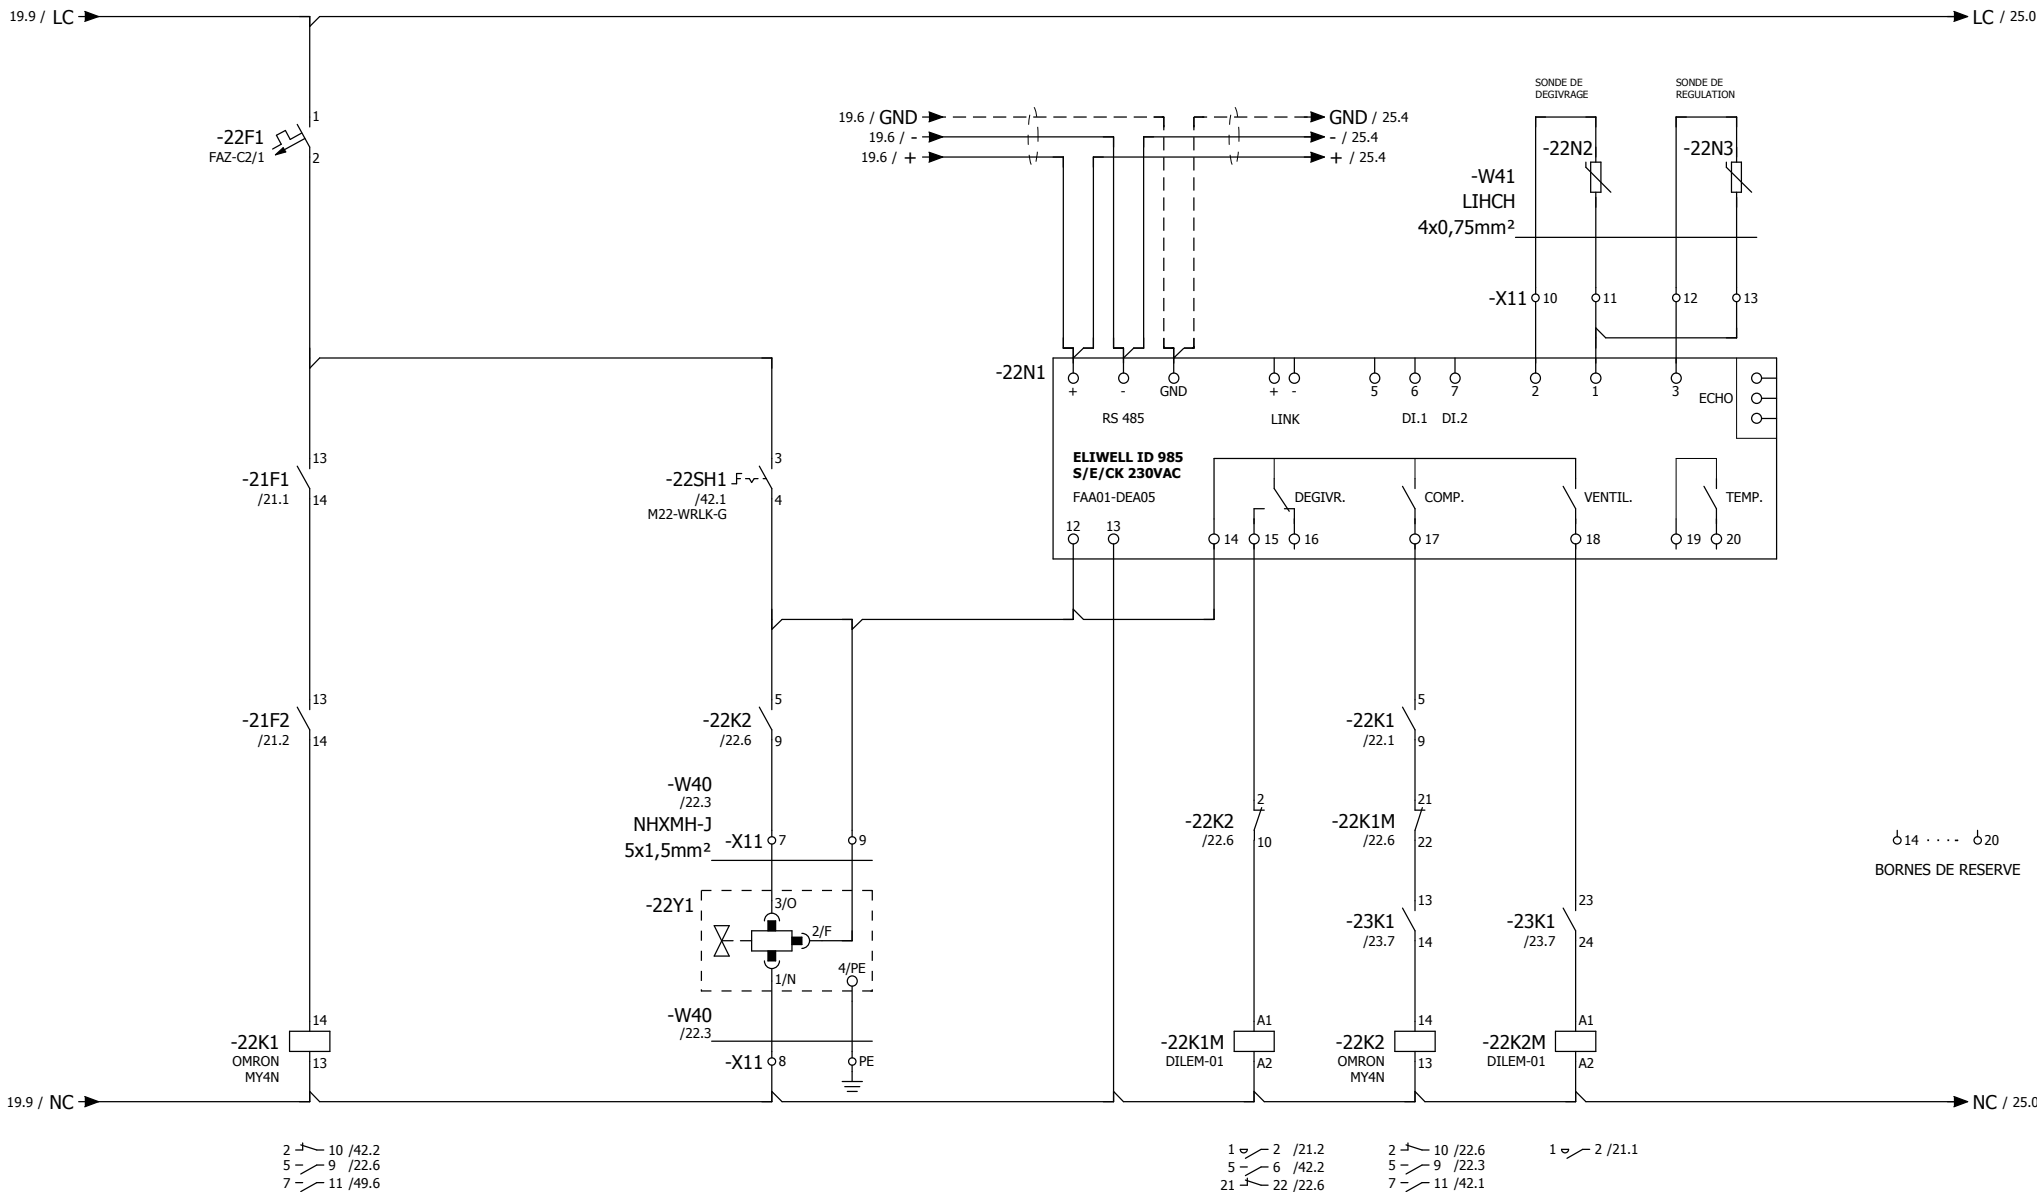 19.9 / LC
LC / 25.0
1
-22F1
FAZ-C2/1
2
19.6 / GND
GND / 25.4
19.6 / -
- / 25.4
19.6 / +
+ / 25.4
SONDE DE
DEGIVRAGE
SONDE DE
REGULATION
-22N2
-22N3
-W41
LIHCH
4x0,75mm²
-X11 10 11 12 13
-22N1
+ - GND + - 5 6 7 2 1 3
ECHO
RS 485 LINK DI.1 DI.2
ELIWELL ID 985
S/E/CK 230VAC
FAA01-DEA05
DEGIVR. COMP. VENTIL. TEMP.
12 13 14 15 16 17 18 19 20
13
-21F1
/21.1
14
3
-22SH1
/42.1
M22-WRLK-G
4
13
-21F2
/21.2
14
5
-22K2
/22.6
9
5
-22K1
/22.1
9
-W40
/22.3
NHXMH-J
5x1,5mm²
-X11 7 9
2
-22K2
/22.6
10
21
-22K1M
/22.6
22
14 · · · - 20
BORNES DE RESERVE
-22Y1
3/O
2/F
1/N
4/PE
13
-23K1
/23.7
14
23
-23K1
/23.7
24
-W40
/22.3
-X11 8 PE
14
-22K1
OMRON
MY4N
13
A1
-22K1M
DILEM-01
A2
14
-22K2
OMRON
MY4N
13
A1
-22K2M
DILEM-01
A2
19.9 / NC
NC / 25.0
2 10 /42.2
5 9 /22.6
7 11 /49.6
1 2 /21.2
5 6 /42.2
21 22 /22.6
2 10 /22.6
5 9 /22.3
7 11 /42.1
1 2 /21.1